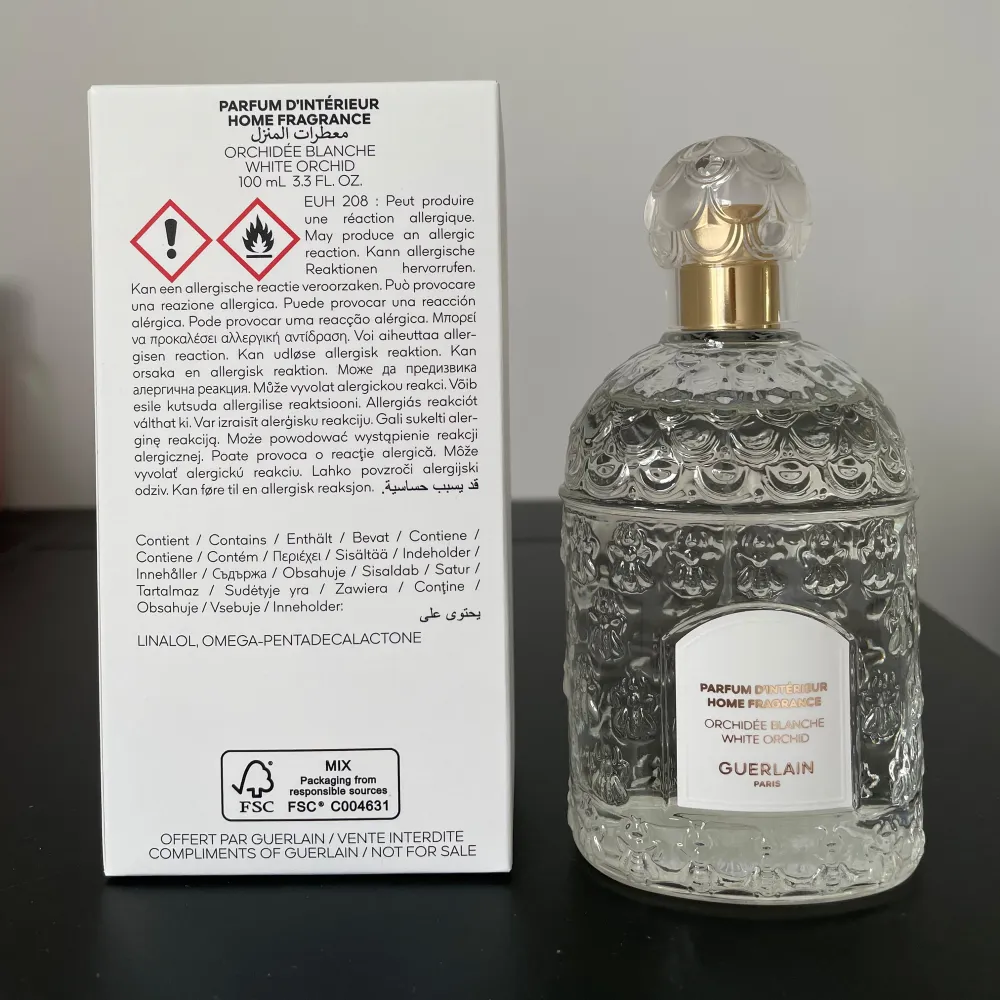 PARFUM D'INTÉRIEUR
HOME FRAGRANCE
معطرات المنزل
ORCHIDÉE BLANCHE
WHITE ORCHID
100 mL 3.3 FL. OZ.
EUH 208 : Peut produire
une réaction allergique.
May produce an allergic
reaction. Kann allergische
Reaktionen hervorrufen.
Kan een allergische reactie veroorzaken. Può provocare
una reazione allergica. Puede provocar una reacción
alérgica. Pode provocar uma reacção alérgica. Μπορεί
να προκαλέσει αλλεργική αντίδραση. Voi aiheuttaa aller-
gisen reaction. Kan udløse allergisk reaktion. Kan
orsaka en allergisk reaktion. Може да предизвика
алергична реакция. Může vyvolat alergickou reakci. Võib
esile kutsuda allergilise reaktsiooni. Allergiás reakciót
válthat ki. Var izraisīt alerģisku reakciju. Gali sukelti aler-
ginę reakciją. Może powodować wystąpienie reakcji
alergicznej. Poate provoca o reacţie alergică. Môže
vyvolať alergickú reakciu. Lahko povzroči alergijski
odziv. Kan føre til en allergisk reaksjon. قد يسبب حساسية.
Contient / Contains / Enthält / Bevat / Contiene /
Contiene / Contém / Περιέχει / Sisältää / Indeholder /
Innehåller / Съдържа / Obsahuje / Sisaldab / Satur /
Tartalmaz / Sudėtyje yra / Zawiera / Conţine /
Obsahuje / Vsebuje / Inneholder:
يحتوى على
LINALOL, OMEGA-PENTADECALACTONE
FSC
MIX
Packaging from
responsible sources
FSC® C004631
OFFERT PAR GUERLAIN / VENTE INTERDITE
COMPLIMENTS OF GUERLAIN / NOT FOR SALE
PARFUM D'INTÉRIEUR
HOME FRAGRANCE
ORCHIDÉE BLANCHE
WHITE ORCHID
GUERLAIN
PARIS